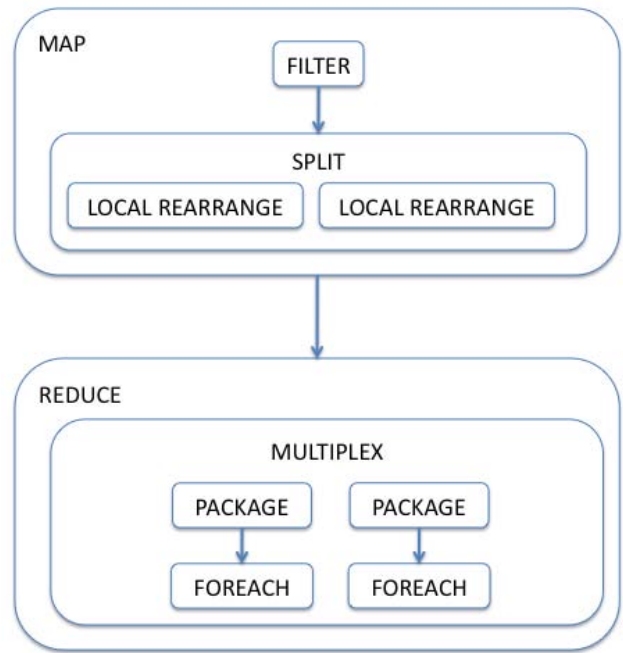 MAP
FILTER
SPLIT
LOCAL REARRANGE
LOCAL REARRANGE
REDUCE
MULTIPLEX
PACKAGE
PACKAGE
FOREACH
FOREACH